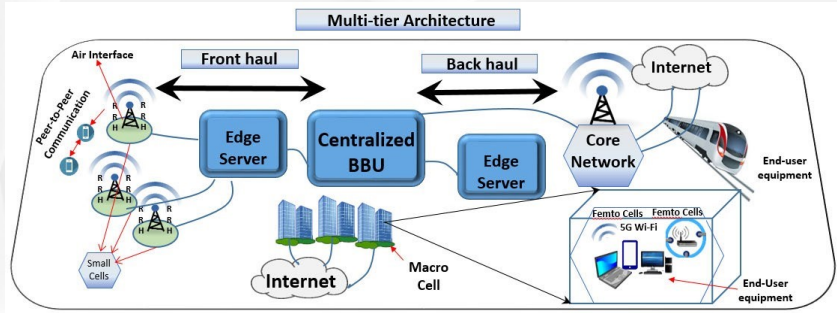 Multi-tier Architecture
Air Interface
Front haul
Back haul
Internet
Peer-to-Peer
Communication
R R
R R
H H
Edge
Server
Centralized
BBU
Edge
Server
Core
Network
End-user
equipment
R R
R R
H H
R R
R R
H H
Small
Cells
Internet
Macro
Cell
Femto Cells
Femto Cells
5G Wi-Fi
End-User
equipment